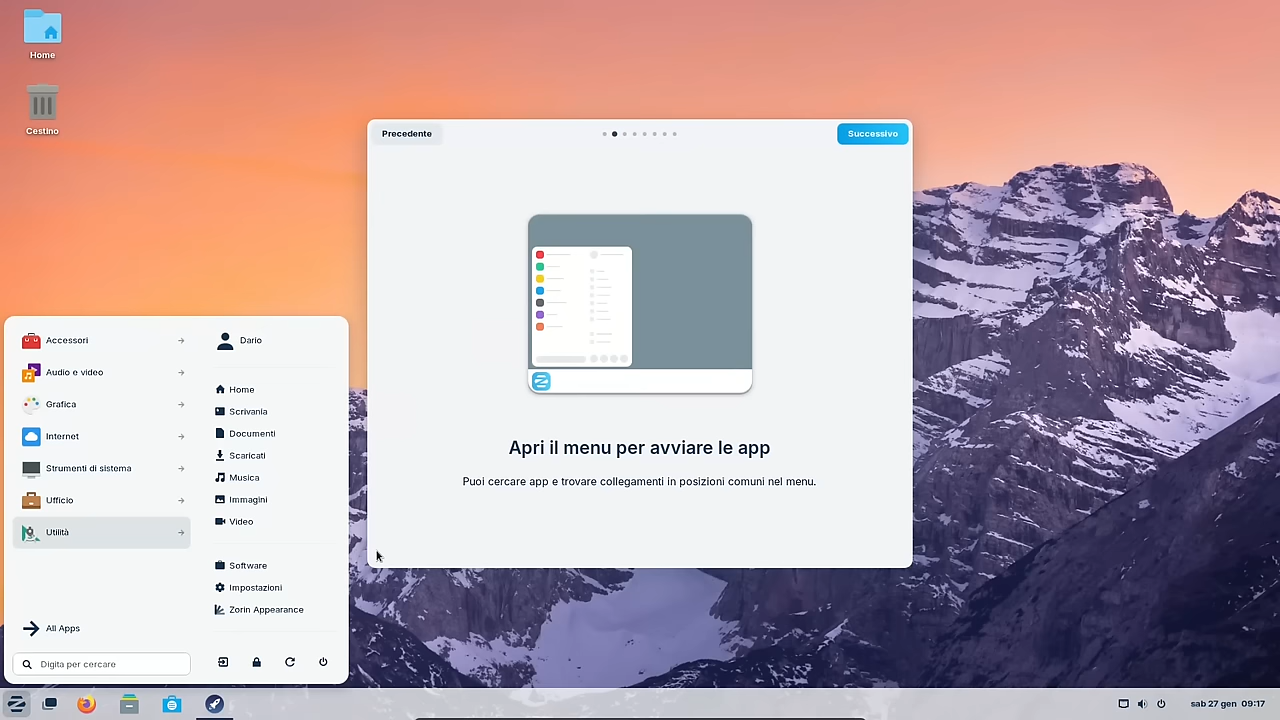 Home
Cestino
Precedente
Successivo
Apri il menu per avviare le app
Puoi cercare app e trovare collegamenti in posizioni comuni nel menu.
Accessori
Audio e video
Grafica
Internet
Strumenti di sistema
Ufficio
Utilità
All Apps
Digita per cercare
Dario
Home
Scrivania
Documenti
Scaricati
Musica
Immagini
Video
Software
Impostazioni
Zorin Appearance
sab 27 gen 09:17